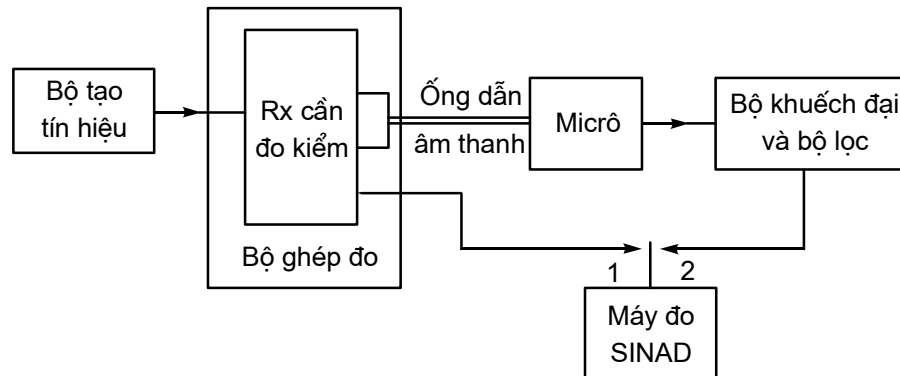 Bộ tạo
tín hiệu
Rx cần
đo kiểm
Bộ ghép đo
Ống dẫn
âm thanh
Micrô
Bộ khuếch đại
và bộ lọc
1
2
Máy đo
SINAD